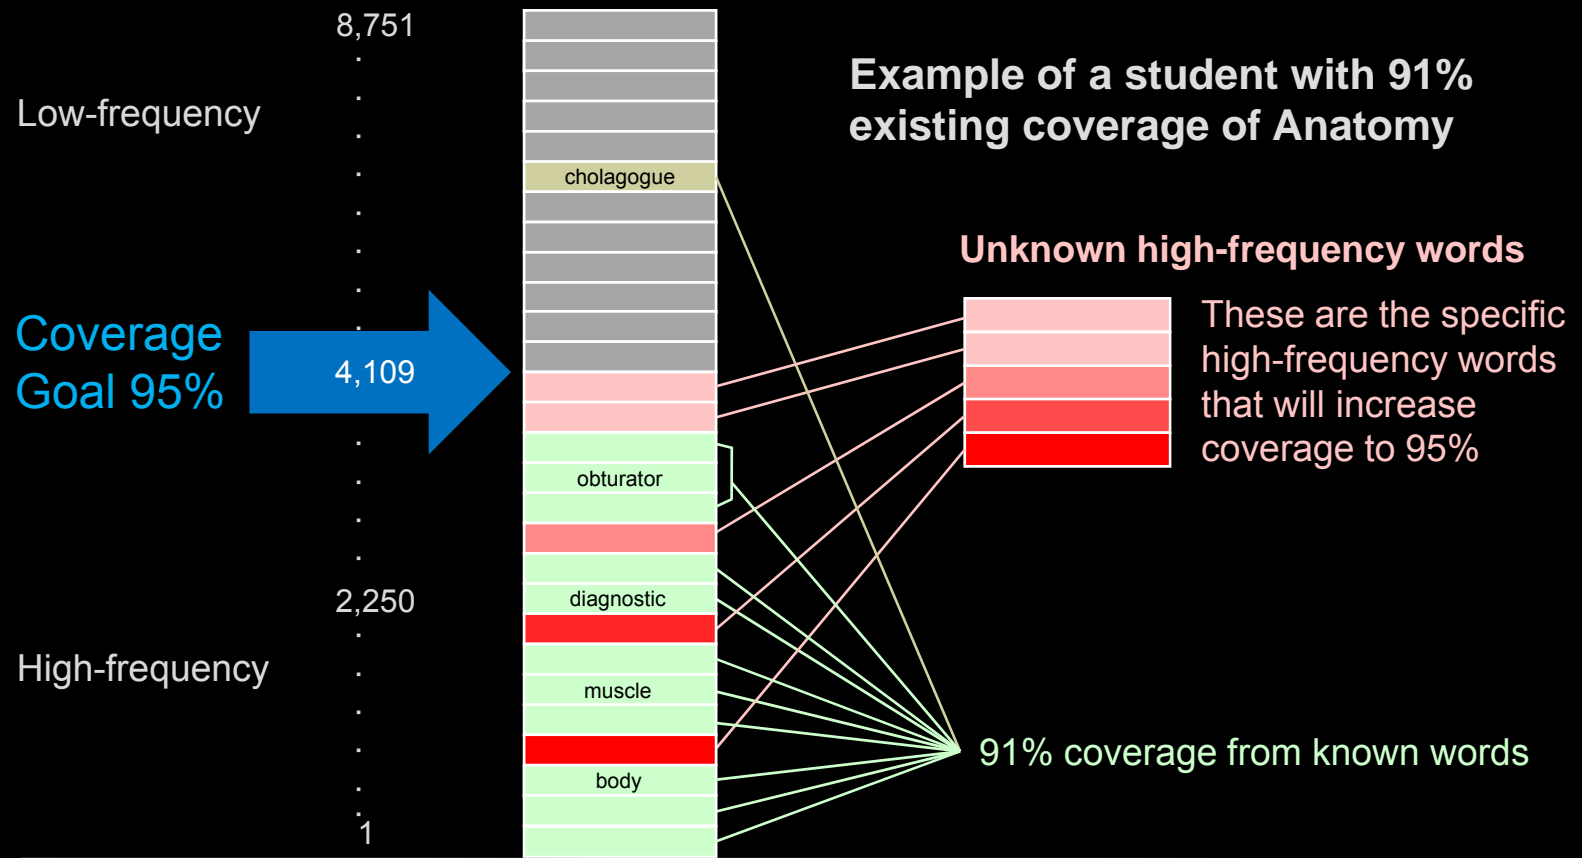 8,751
Low-frequency
Example of a student with 91%
existing coverage of Anatomy
cholagogue
Unknown high-frequency words
Coverage
Goal 95%
4,109
These are the specific
high-frequency words
that will increase
coverage to 95%
obturator
2,250
diagnostic
High-frequency
muscle
91% coverage from known words
body
1